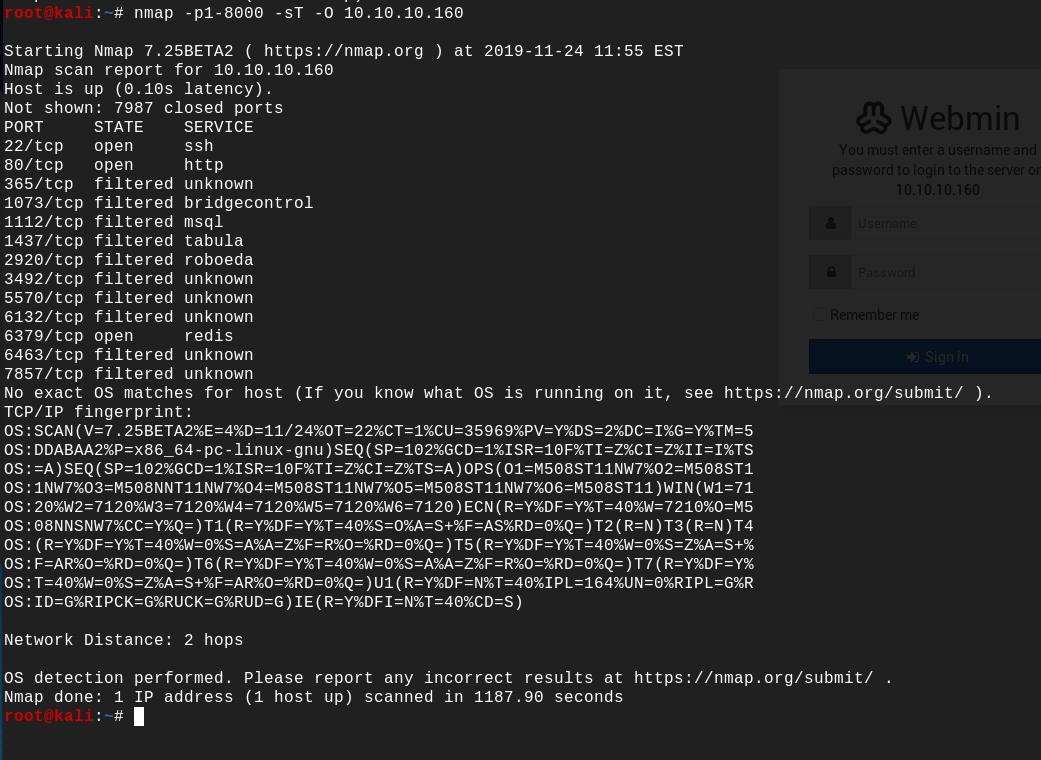 root@kali:~# nmap -p1-8000 -sT -O 10.10.10.160
Starting Nmap 7.25BETA2 ( https://nmap.org ) at 2019-11-24 11:55 EST
Nmap scan report for 10.10.10.160
Host is up (0.10s latency).
Not shown: 7987 closed ports
PORT     STATE    SERVICE
22/tcp   open     ssh
80/tcp   open     http
365/tcp  filtered unknown
1073/tcp filtered bridgecontrol
1112/tcp filtered msql
1437/tcp filtered tabula
2920/tcp filtered roboeda
3492/tcp filtered unknown
5570/tcp filtered unknown
6132/tcp filtered unknown
6379/tcp open     redis
6463/tcp filtered unknown
7857/tcp filtered unknown
No exact OS matches for host (If you know what OS is running on it, see https://nmap.org/submit/ ).
TCP/IP fingerprint:
OS:SCAN(V=7.25BETA2%E=4%D=11/24%OT=22%CT=1%CU=35969%PV=Y%DS=2%DC=I%G=Y%TM=5
OS:DDABAA2%P=x86_64-pc-linux-gnu)SEQ(SP=102%GCD=1%ISR=10F%TI=Z%CI=Z%II=I%TS
OS:=A)SEQ(SP=102%GCD=1%ISR=10F%TI=Z%CI=Z%TS=A)OPS(O1=M508ST11NW7%O2=M508ST1
OS:1NW7%O3=M508NNT11NW7%O4=M508ST11NW7%O5=M508ST11NW7%O6=M508ST11)WIN(W1=71
OS:20%W2=7120%W3=7120%W4=7120%W5=7120%W6=7120)ECN(R=Y%DF=Y%T=40%W=7210%O=M5
OS:08NNSNW7%CC=Y%Q=)T1(R=Y%DF=Y%T=40%S=O%A=S+%F=AS%RD=0%Q=)T2(R=N)T3(R=N)T4
OS:(R=Y%DF=Y%T=40%W=0%S=A%A=Z%F=R%O=%RD=0%Q=)T5(R=Y%DF=Y%T=40%W=0%S=Z%A=S+%
OS:F=AR%O=%RD=0%Q=)T6(R=Y%DF=Y%T=40%W=0%S=A%A=Z%F=R%O=%RD=0%Q=)T7(R=Y%DF=Y%
OS:T=40%W=0%S=Z%A=S+%F=AR%O=%RD=0%Q=)U1(R=Y%DF=N%T=40%IPL=164%UN=0%RIPL=G%R
OS:ID=G%RIPCK=G%RUCK=G%RUD=G)IE(R=Y%DFI=N%T=40%CD=S)
Network Distance: 2 hops
OS detection performed. Please report any incorrect results at https://nmap.org/submit/ .
Nmap done: 1 IP address (1 host up) scanned in 1187.90 seconds
root@kali:~#
Webmin
You must enter a username and
password to login to the server on
10.10.10.160
Username
Password
Remember me
Sign in